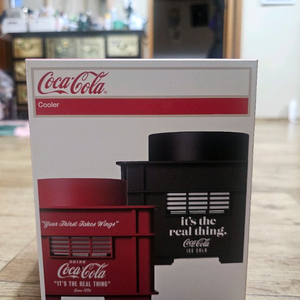 Coca-Cola
Cooler
it's the
real thing.
Coca-Cola
ICE COLD
"Your Thirst Takes Wings"
DRINK
Coca-Cola
"IT'S THE REAL THING"